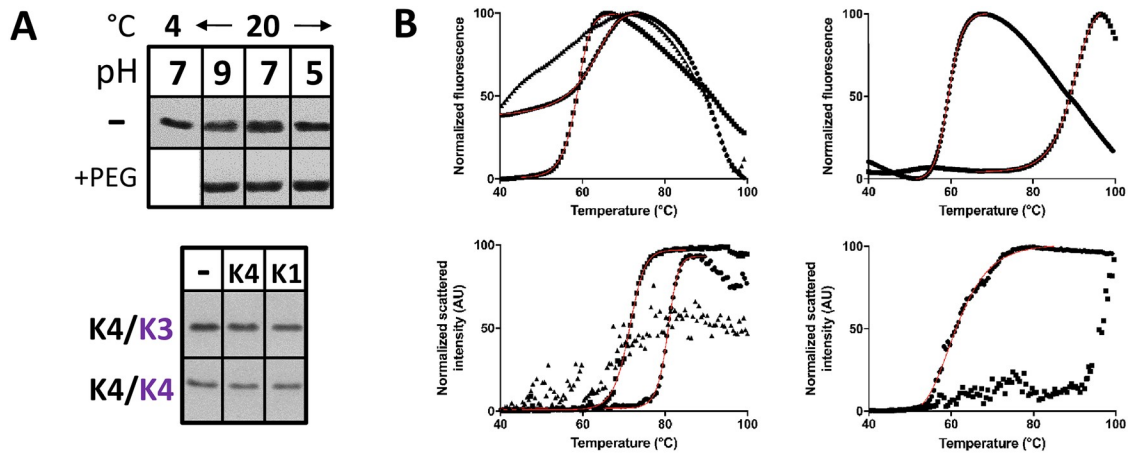 A
°C 4 ← 20 →
pH 7 9 7 5
-
+PEG
- K4 K1
K4/K3
K4/K4
B
Normalized fluorescence
100
50
0
40 60 80 100
Temperature (°C)
Normalized fluorescence
100
50
0
40 60 80 100
Temperature (°C)
Normalized scattered
intensity (AU)
100
50
0
40 60 80 100
Temperature (°C)
Normalized scattered
intensity (AU)
100
50
0
40 60 80 100
Temperature (°C)